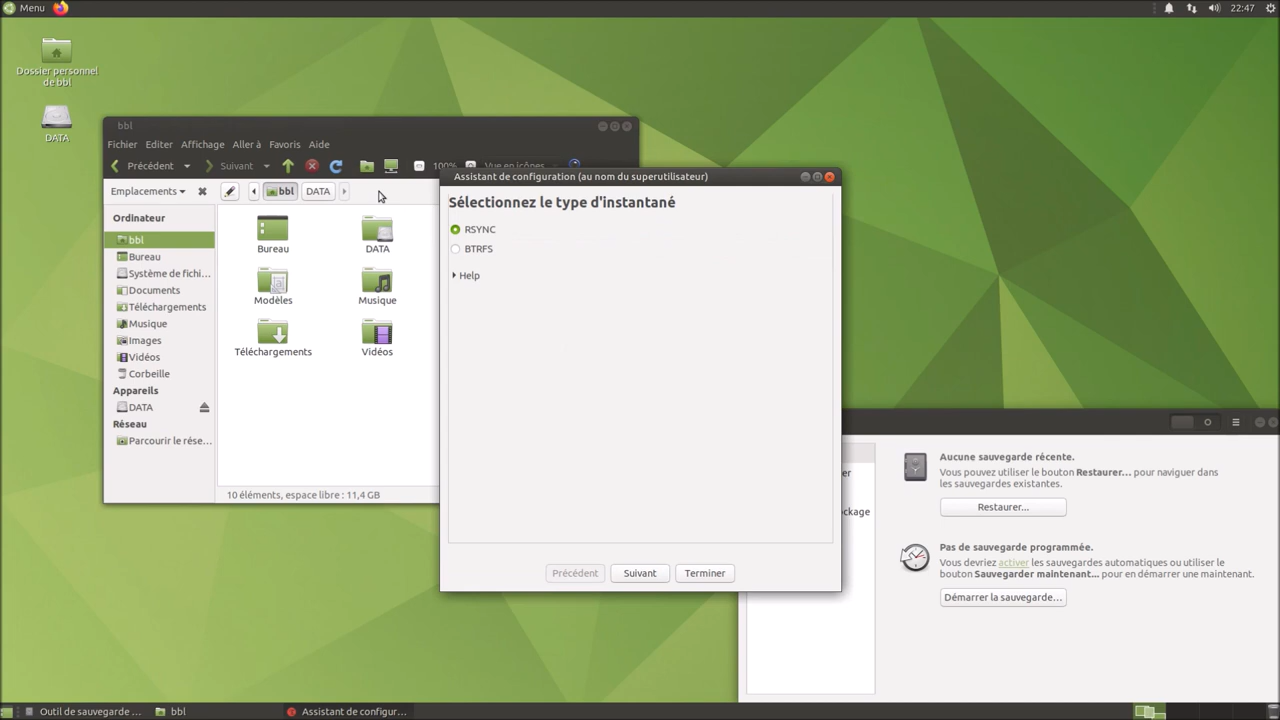 Menu
22:47
Dossier personnel
de bbl
DATA
bbl
Fichier Editer Affichage Aller à Favoris Aide
Précédent Suivant 100% Vue en icônes
Emplacements bbl DATA
Ordinateur
bbl
Bureau
Système de fichi...
Documents
Téléchargements
Musique
Images
Vidéos
Corbeille
Appareils
DATA
Réseau
Parcourir le rése...
Bureau DATA
Modèles Musique
Téléchargements Vidéos
10 éléments, espace libre : 11,4 GB
Assistant de configuration (au nom du superutilisateur)
Sélectionnez le type d'instantané
RSYNC
BTRFS
Help
Précédent Suivant Terminer
er
ockage
Aucune sauvegarde récente.
Vous pouvez utiliser le bouton Restaurer... pour naviguer dans
les sauvegardes existantes.
Restaurer...
Pas de sauvegarde programmée.
Vous devriez activer les sauvegardes automatiques ou utiliser le
bouton Sauvegarder maintenant... pour en démarrer une maintenant.
Démarrer la sauvegarde...
Outil de sauvegarde ... bbl Assistant de configur...